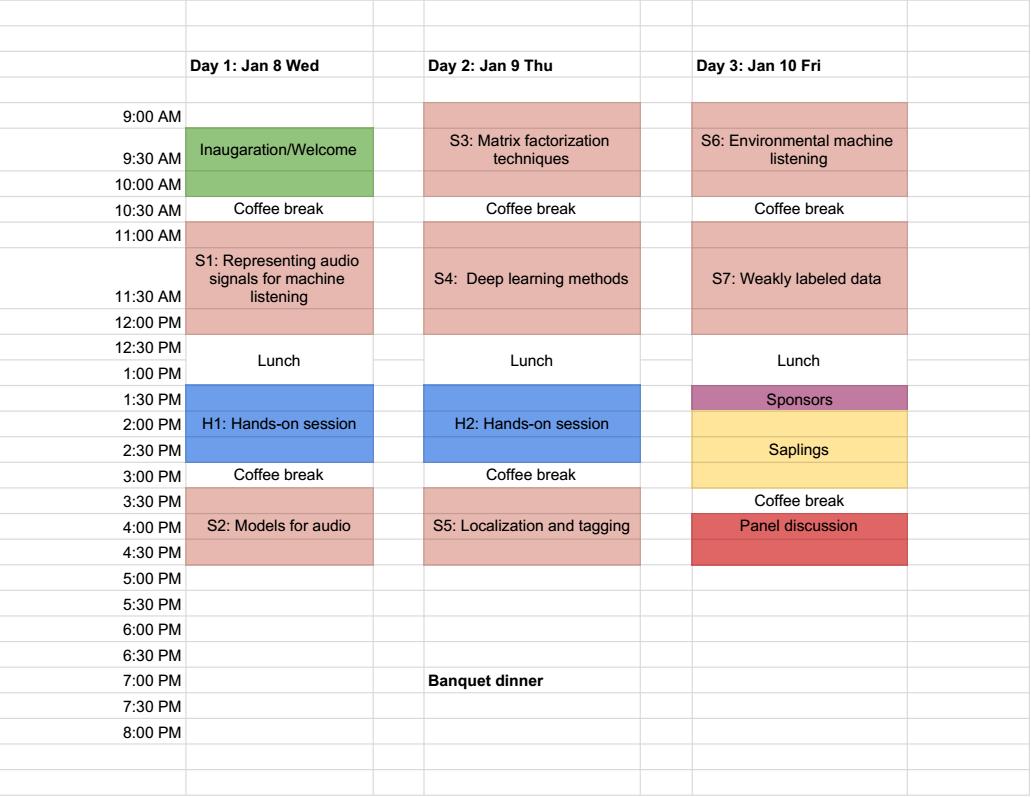 Day 1: Jan 8 Wed Day 2: Jan 9 Thu Day 3: Jan 10 Fri
9:00 AM
Inaugaration/Welcome
S3: Matrix factorization
techniques
S6: Environmental machine
listening
9:30 AM
10:00 AM
10:30 AM Coffee break Coffee break Coffee break
11:00 AM
S1: Representing audio
signals for machine
listening
S4: Deep learning methods
S7: Weakly labeled data
11:30 AM
12:00 PM
12:30 PM
Lunch Lunch Lunch
1:00 PM
1:30 PM Sponsors
2:00 PM H1: Hands-on session H2: Hands-on session
2:30 PM Saplings
3:00 PM Coffee break Coffee break
3:30 PM Coffee break
4:00 PM S2: Models for audio S5: Localization and tagging Panel discussion
4:30 PM
5:00 PM
5:30 PM
6:00 PM
6:30 PM
7:00 PM Banquet dinner
7:30 PM
8:00 PM